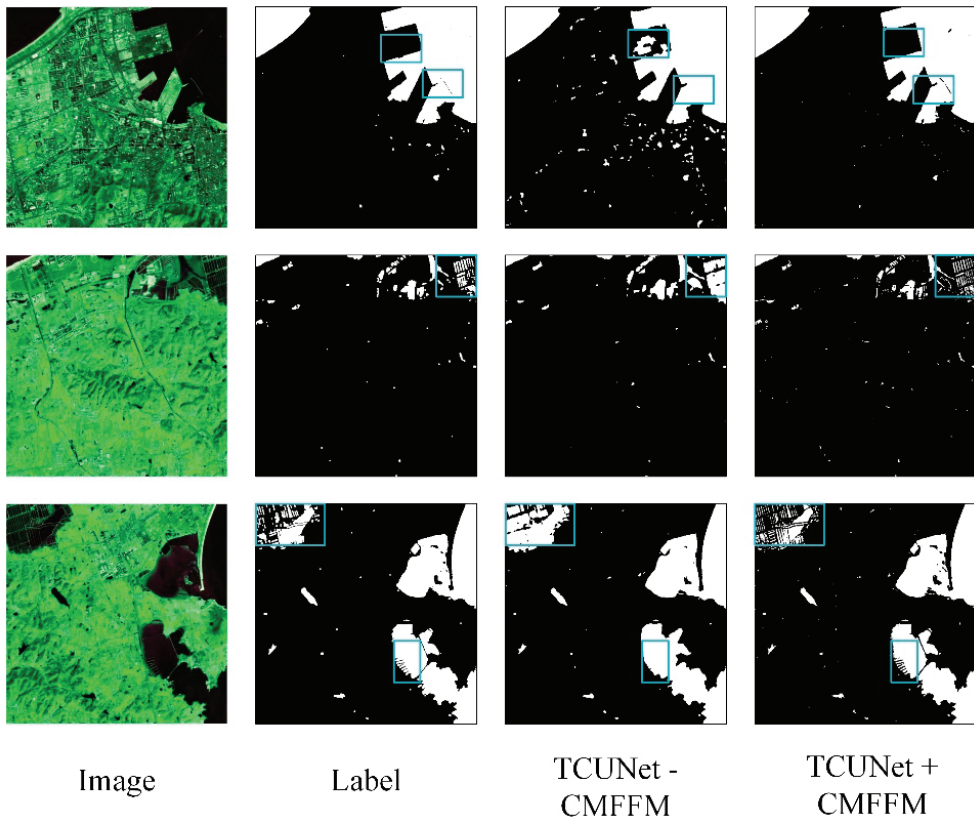 Image
Label
TCUNet -
CMFFM
TCUNet +
CMFFM